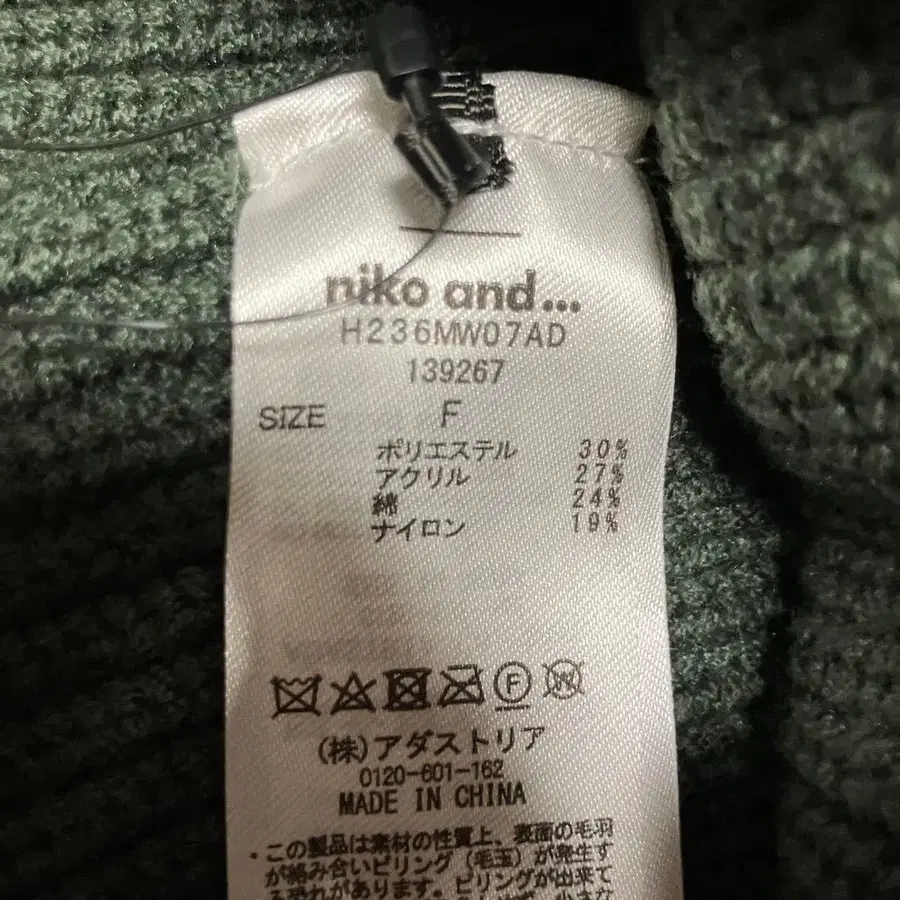 niko and...
H236MW07AD
139267
SIZE F
ポリエステル 30%
アクリル 27%
綿 24%
ナイロン 19%
F
W
(株)アダストリア
0120-601-162
MADE IN CHINA
・この製品は素材の性質上、表面の毛羽
が絡み合いピリング(毛玉)が発生す
る恐れがあります。ピリングが出来て